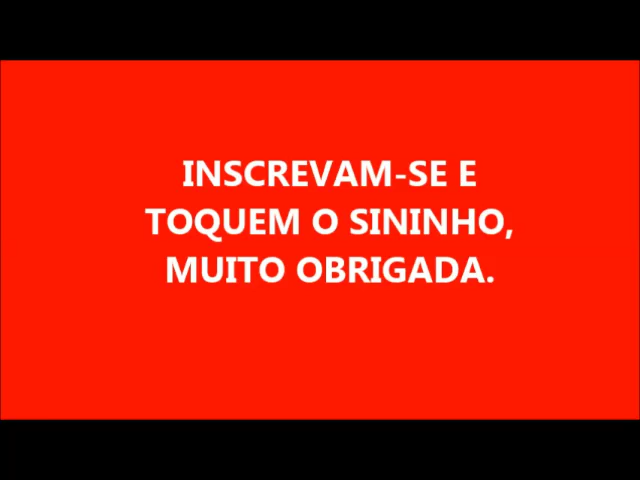 INSCREVAM-SE E
TOQUEM O SININHO,
MUITO OBRIGADA.